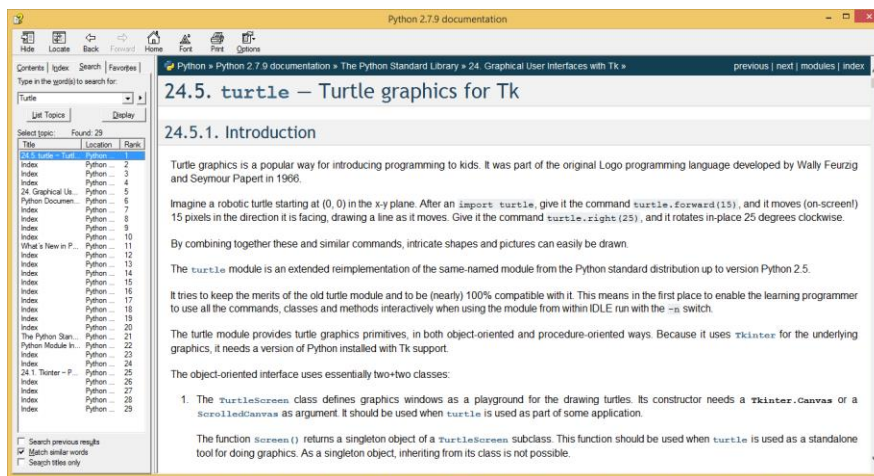 Python 2.7.9 documentation
Hide Locate Back Forward Home Font Print Options
Contents Index Search Favorites
Type in the word(s) to search for:
Turtle
List Topics Display
Select topic: Found: 29
Title Location Rank
24.5. turtle — Turtl... Python ... 1
Index Python ... 2
Index Python ... 3
Index Python ... 4
24. Graphical Us... Python ... 5
Python Documen... Python ... 6
Index Python ... 7
Index Python ... 8
Index Python ... 9
Index Python ... 10
What's New in P... Python ... 11
Index Python ... 12
Index Python ... 13
Index Python ... 14
Index Python ... 15
Index Python ... 16
Index Python ... 17
Index Python ... 18
Index Python ... 19
Index Python ... 20
The Python Stan... Python ... 21
Python Module In... Python ... 22
Index Python ... 23
Index Python ... 24
24.1. Tkinter — P... Python ... 25
Index Python ... 26
Index Python ... 27
Index Python ... 28
Index Python ... 29
Search previous results
Match similar words
Search titles only
Python » Python 2.7.9 documentation » The Python Standard Library » 24. Graphical User Interfaces with Tk » previous | next | modules | index
24.5. turtle — Turtle graphics for Tk
24.5.1. Introduction
Turtle graphics is a popular way for introducing programming to kids. It was part of the original Logo programming language developed by Wally Feurzig
and Seymour Papert in 1966.
Imagine a robotic turtle starting at (0, 0) in the x-y plane. After an import turtle, give it the command turtle.forward(15), and it moves (on-screen!)
15 pixels in the direction it is facing, drawing a line as it moves. Give it the command turtle.right(25), and it rotates in-place 25 degrees clockwise.
By combining together these and similar commands, intricate shapes and pictures can easily be drawn.
The turtle module is an extended reimplementation of the same-named module from the Python standard distribution up to version Python 2.5.
It tries to keep the merits of the old turtle module and to be (nearly) 100% compatible with it. This means in the first place to enable the learning programmer
to use all the commands, classes and methods interactively when using the module from within IDLE run with the -n switch.
The turtle module provides turtle graphics primitives, in both object-oriented and procedure-oriented ways. Because it uses Tkinter for the underlying
graphics, it needs a version of Python installed with Tk support.
The object-oriented interface uses essentially two+two classes:
1. The TurtleScreen class defines graphics windows as a playground for the drawing turtles. Its constructor needs a Tkinter.Canvas or a
ScrolledCanvas as argument. It should be used when turtle is used as part of some application.
The function Screen() returns a singleton object of a TurtleScreen subclass. This function should be used when turtle is used as a standalone
tool for doing graphics. As a singleton object, inheriting from its class is not possible.